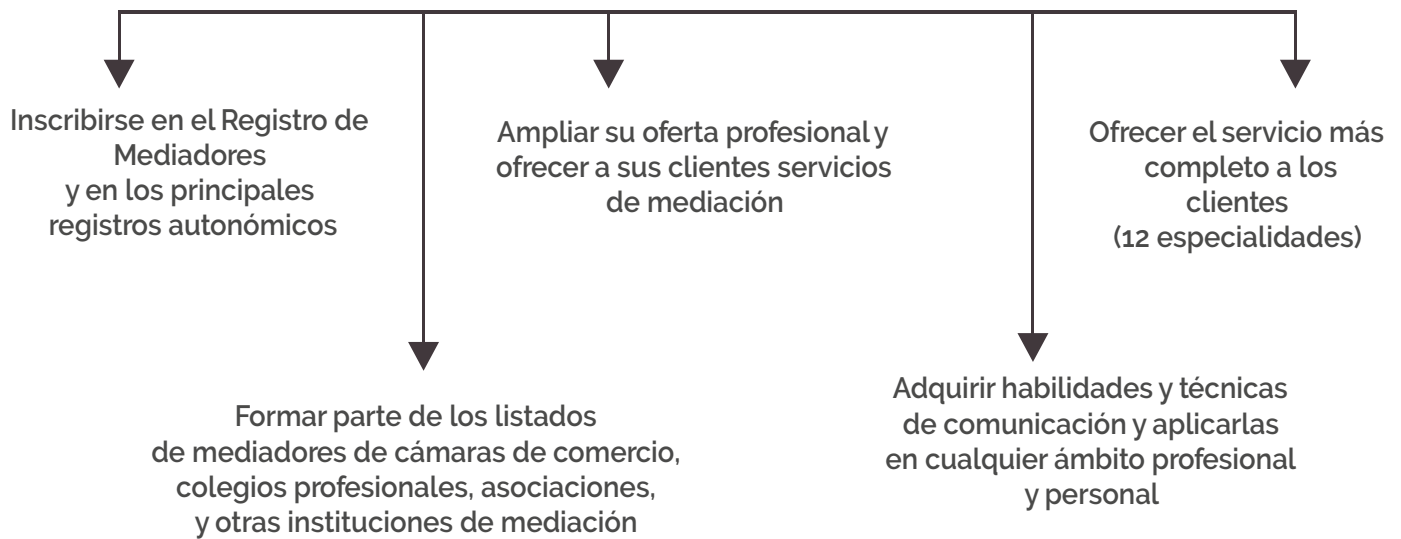 Inscribirse en el Registro de
Mediadores
y en los principales
registros autonómicos
Formar parte de los listados
de mediadores de cámaras de comercio,
colegios profesionales, asociaciones,
y otras instituciones de mediación
Ampliar su oferta profesional y
ofrecer a sus clientes servicios
de mediación
Adquirir habilidades y técnicas
de comunicación y aplicarlas
en cualquier ámbito profesional
y personal
Ofrecer el servicio más
completo a los
clientes
(12 especialidades)